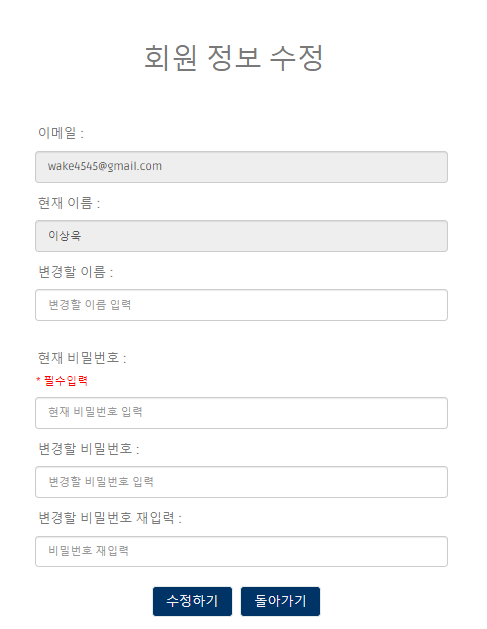 회원 정보 수정
이메일 :
wake4545@gmail.com
현재 이름 :
이상욱
변경할 이름 :
변경할 이름 입력
현재 비밀번호 :
* 필수입력
현재 비밀번호 입력
변경할 비밀번호 :
변경할 비밀번호 입력
변경할 비밀번호 재입력 :
비밀번호 재입력
수정하기 돌아가기